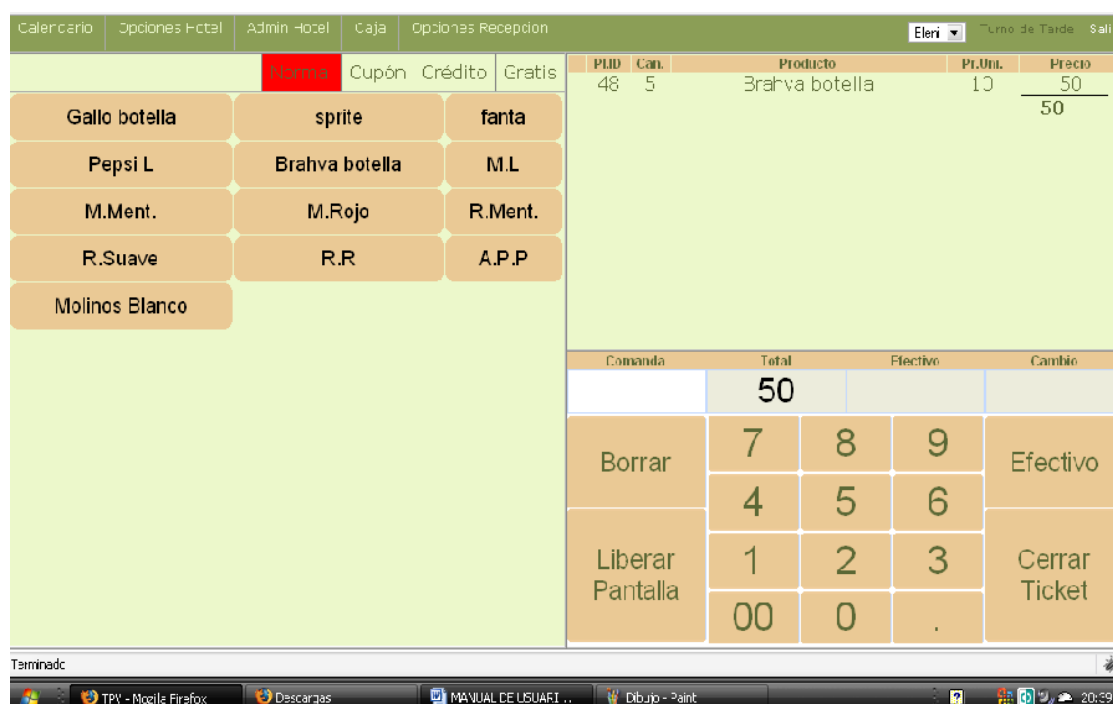 Calendario Opciones Hotel Admin Hotel Caja Opciones Recepcion Eleni Turno de Tarde Sali
Normal Cupón Crédito Gratis
Gallo botella sprite fanta
Pepsi L Brahva botella M.L
M.Ment. M.Rojo R.Ment.
R.Suave R.R A.P.P
Molinos Blanco
Pl.ID Can. Producto Pr.Uni. Precio
48 5 Brahva botella 10 50
50
Comanda Total Efectivo Cambio
50
Borrar 7 8 9 Efectivo
4 5 6
Liberar Pantalla 1 2 3 Cerrar Ticket
00 0 .
Terminado
TPV - Mozilla Firefox Descargas MANUAL DE USUARI ... Dibujo - Paint 20:39